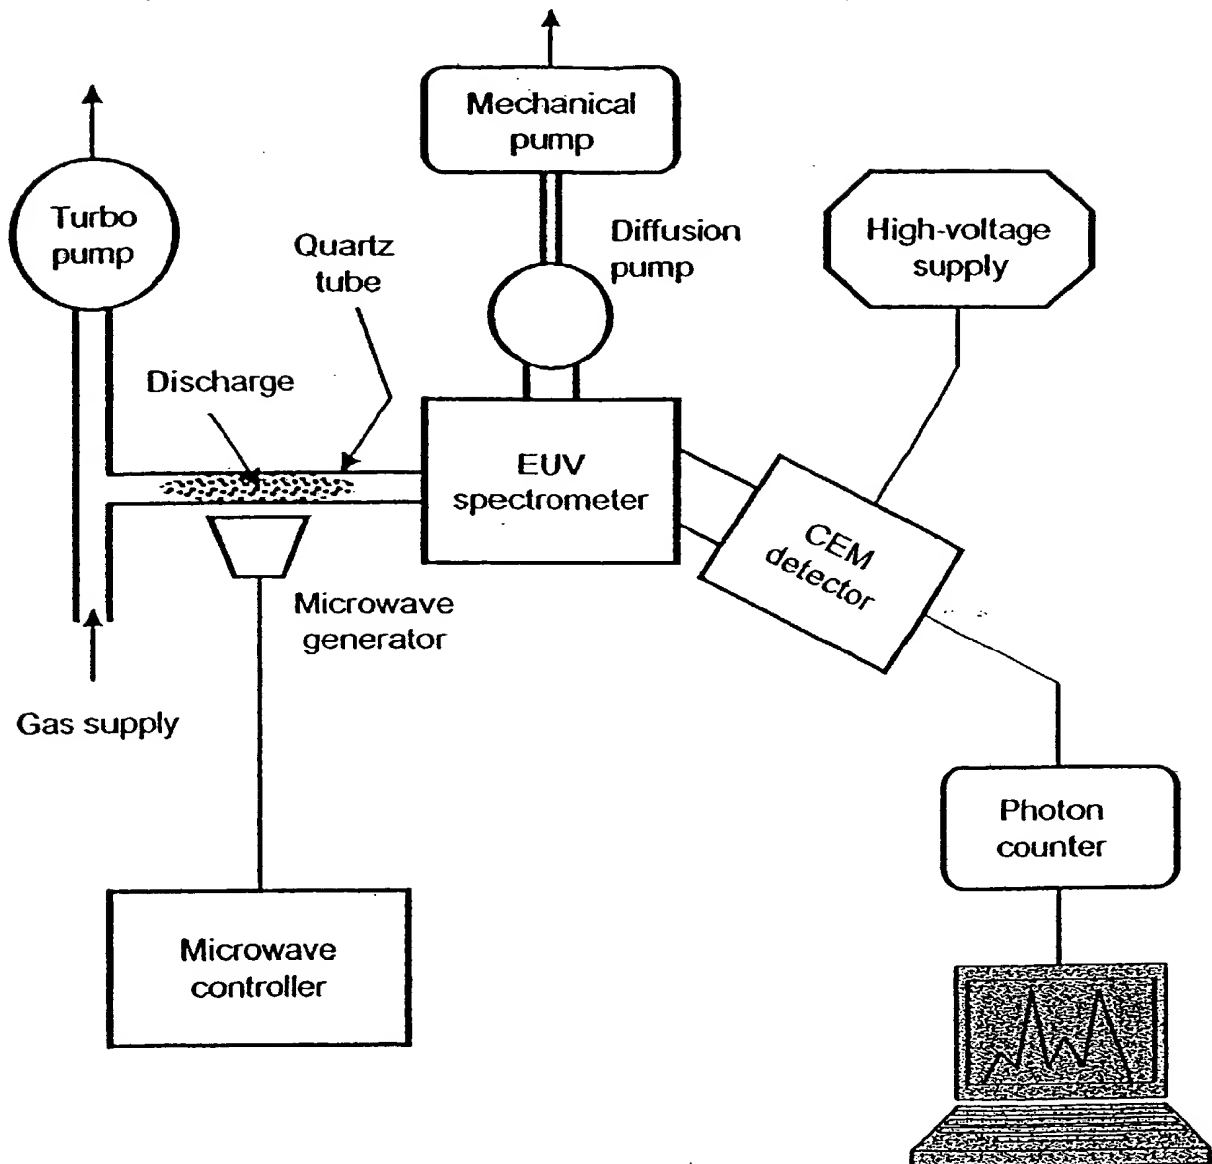 Mechanical
pump
Turbo
pump
Quartz
tube
Diffusion
pump
High-voltage
supply
Discharge
EUV
spectrometer
CEM
detector
Microwave
generator
Gas supply
Photon
counter
Microwave
controller